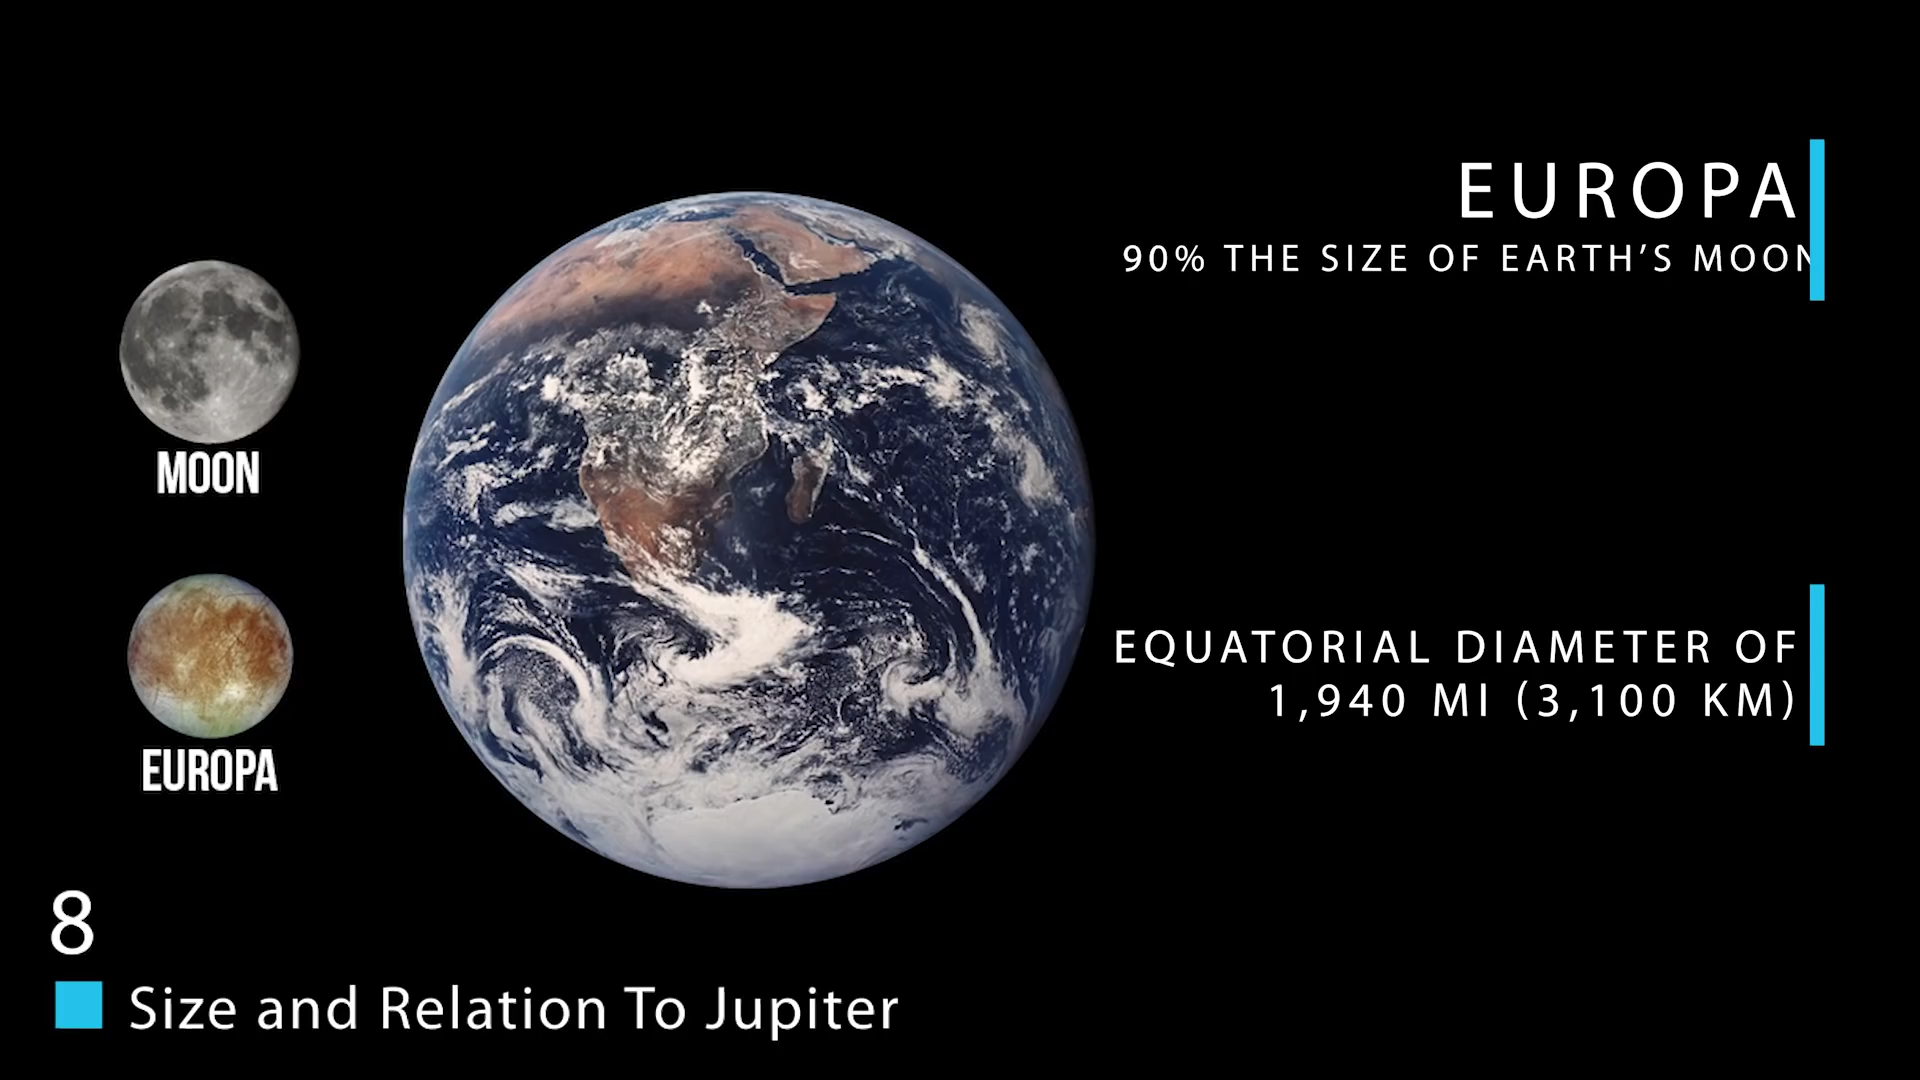 EUROPA
90% THE SIZE OF EARTH’S MOON
MOON
EQUATORIAL DIAMETER OF
1,940 MI (3,100 KM)
EUROPA
8
Size and Relation To Jupiter